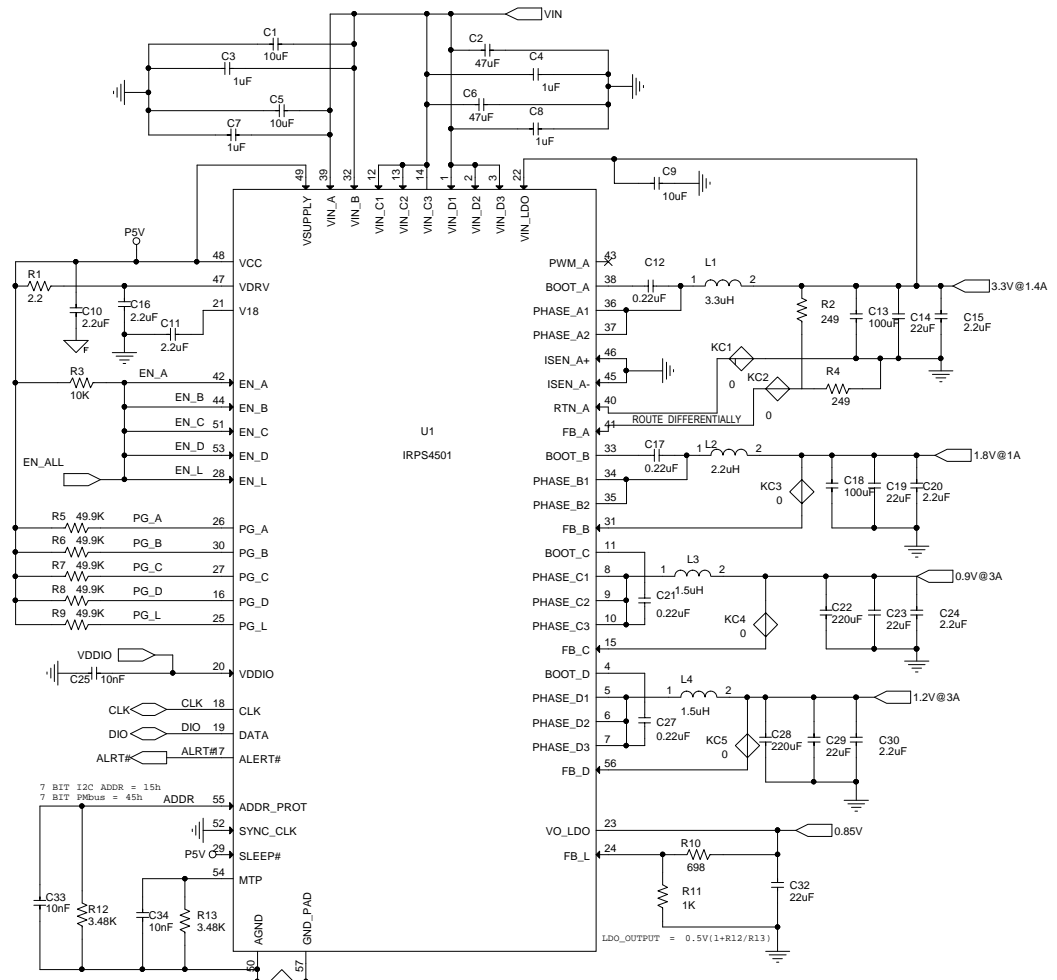 VIN
C1
10uF
C3
1uF
C5
10uF
C7
1uF
C2
47uF
C4
1uF
C6
47uF
C8
1uF
C9
10uF
49
39
32
12
13
14
1
2
3
22
VSUPPLY
VIN_A
VIN_B
VIN_C1
VIN_C2
VIN_C3
VIN_D1
VIN_D2
VIN_D3
VIN_LDO
P5V
R1
2.2
C10
2.2uF
F
C16
2.2uF
C11
2.2uF
48 VCC
47 VDRV
21 V18
R3
10K
EN_A 42 EN_A
EN_B 44 EN_B
EN_C 51 EN_C
EN_D 53 EN_D
EN_ALL
EN_L 28 EN_L
R5 49.9K PG_A 26 PG_A
R6 49.9K PG_B 30 PG_B
R7 49.9K PG_C 27 PG_C
R8 49.9K PG_D 16 PG_D
R9 49.9K PG_L 25 PG_L
VDDIO
C25 10nF
20 VDDIO
CLK CLK 18 CLK
DIO DIO 19 DATA
ALRT# ALRT# 17 ALERT#
7 BIT I2C ADDR = 15h
7 BIT PMbus = 45h
ADDR 55 ADDR_PROT
52 SYNC_CLK
P5V 29 SLEEP#
54 MTP
C33
10nF
R12
3.48K
C34
10nF
R13
3.48K
AGND
50
GND_PAD
57
U1
IRPS4501
PWM_A 43
BOOT_A 38
PHASE_A1 36
PHASE_A2 37
ISEN_A+ 46
ISEN_A- 45
RTN_A 40
FB_A 41
ROUTE DIFFERENTIALLY
C12
0.22uF
1 L1 2
3.3uH
R2
249
C13
100uF
C14
22uF
C15
2.2uF
3.3V@1.4A
KC1
0
KC2
0
R4
249
BOOT_B 33
PHASE_B1 34
PHASE_B2 35
FB_B 31
C17
0.22uF
1 L2 2
2.2uH
KC3
0
C18
100uF
C19
22uF
C20
2.2uF
1.8V@1A
BOOT_C 11
PHASE_C1 8
PHASE_C2 9
PHASE_C3 10
FB_C 15
C21
0.22uF
1 L3 2
1.5uH
KC4
0
C22
220uF
C23
22uF
C24
2.2uF
0.9V@3A
BOOT_D 4
PHASE_D1 5
PHASE_D2 6
PHASE_D3 7
FB_D 56
C27
0.22uF
1 L4 2
1.5uH
KC5
0
C28
220uF
C29
22uF
C30
2.2uF
1.2V@3A
VO_LDO 23
FB_L 24
R10
698
R11
1K
C32
22uF
0.85V
LDO_OUTPUT = 0.5V(1+R12/R13)